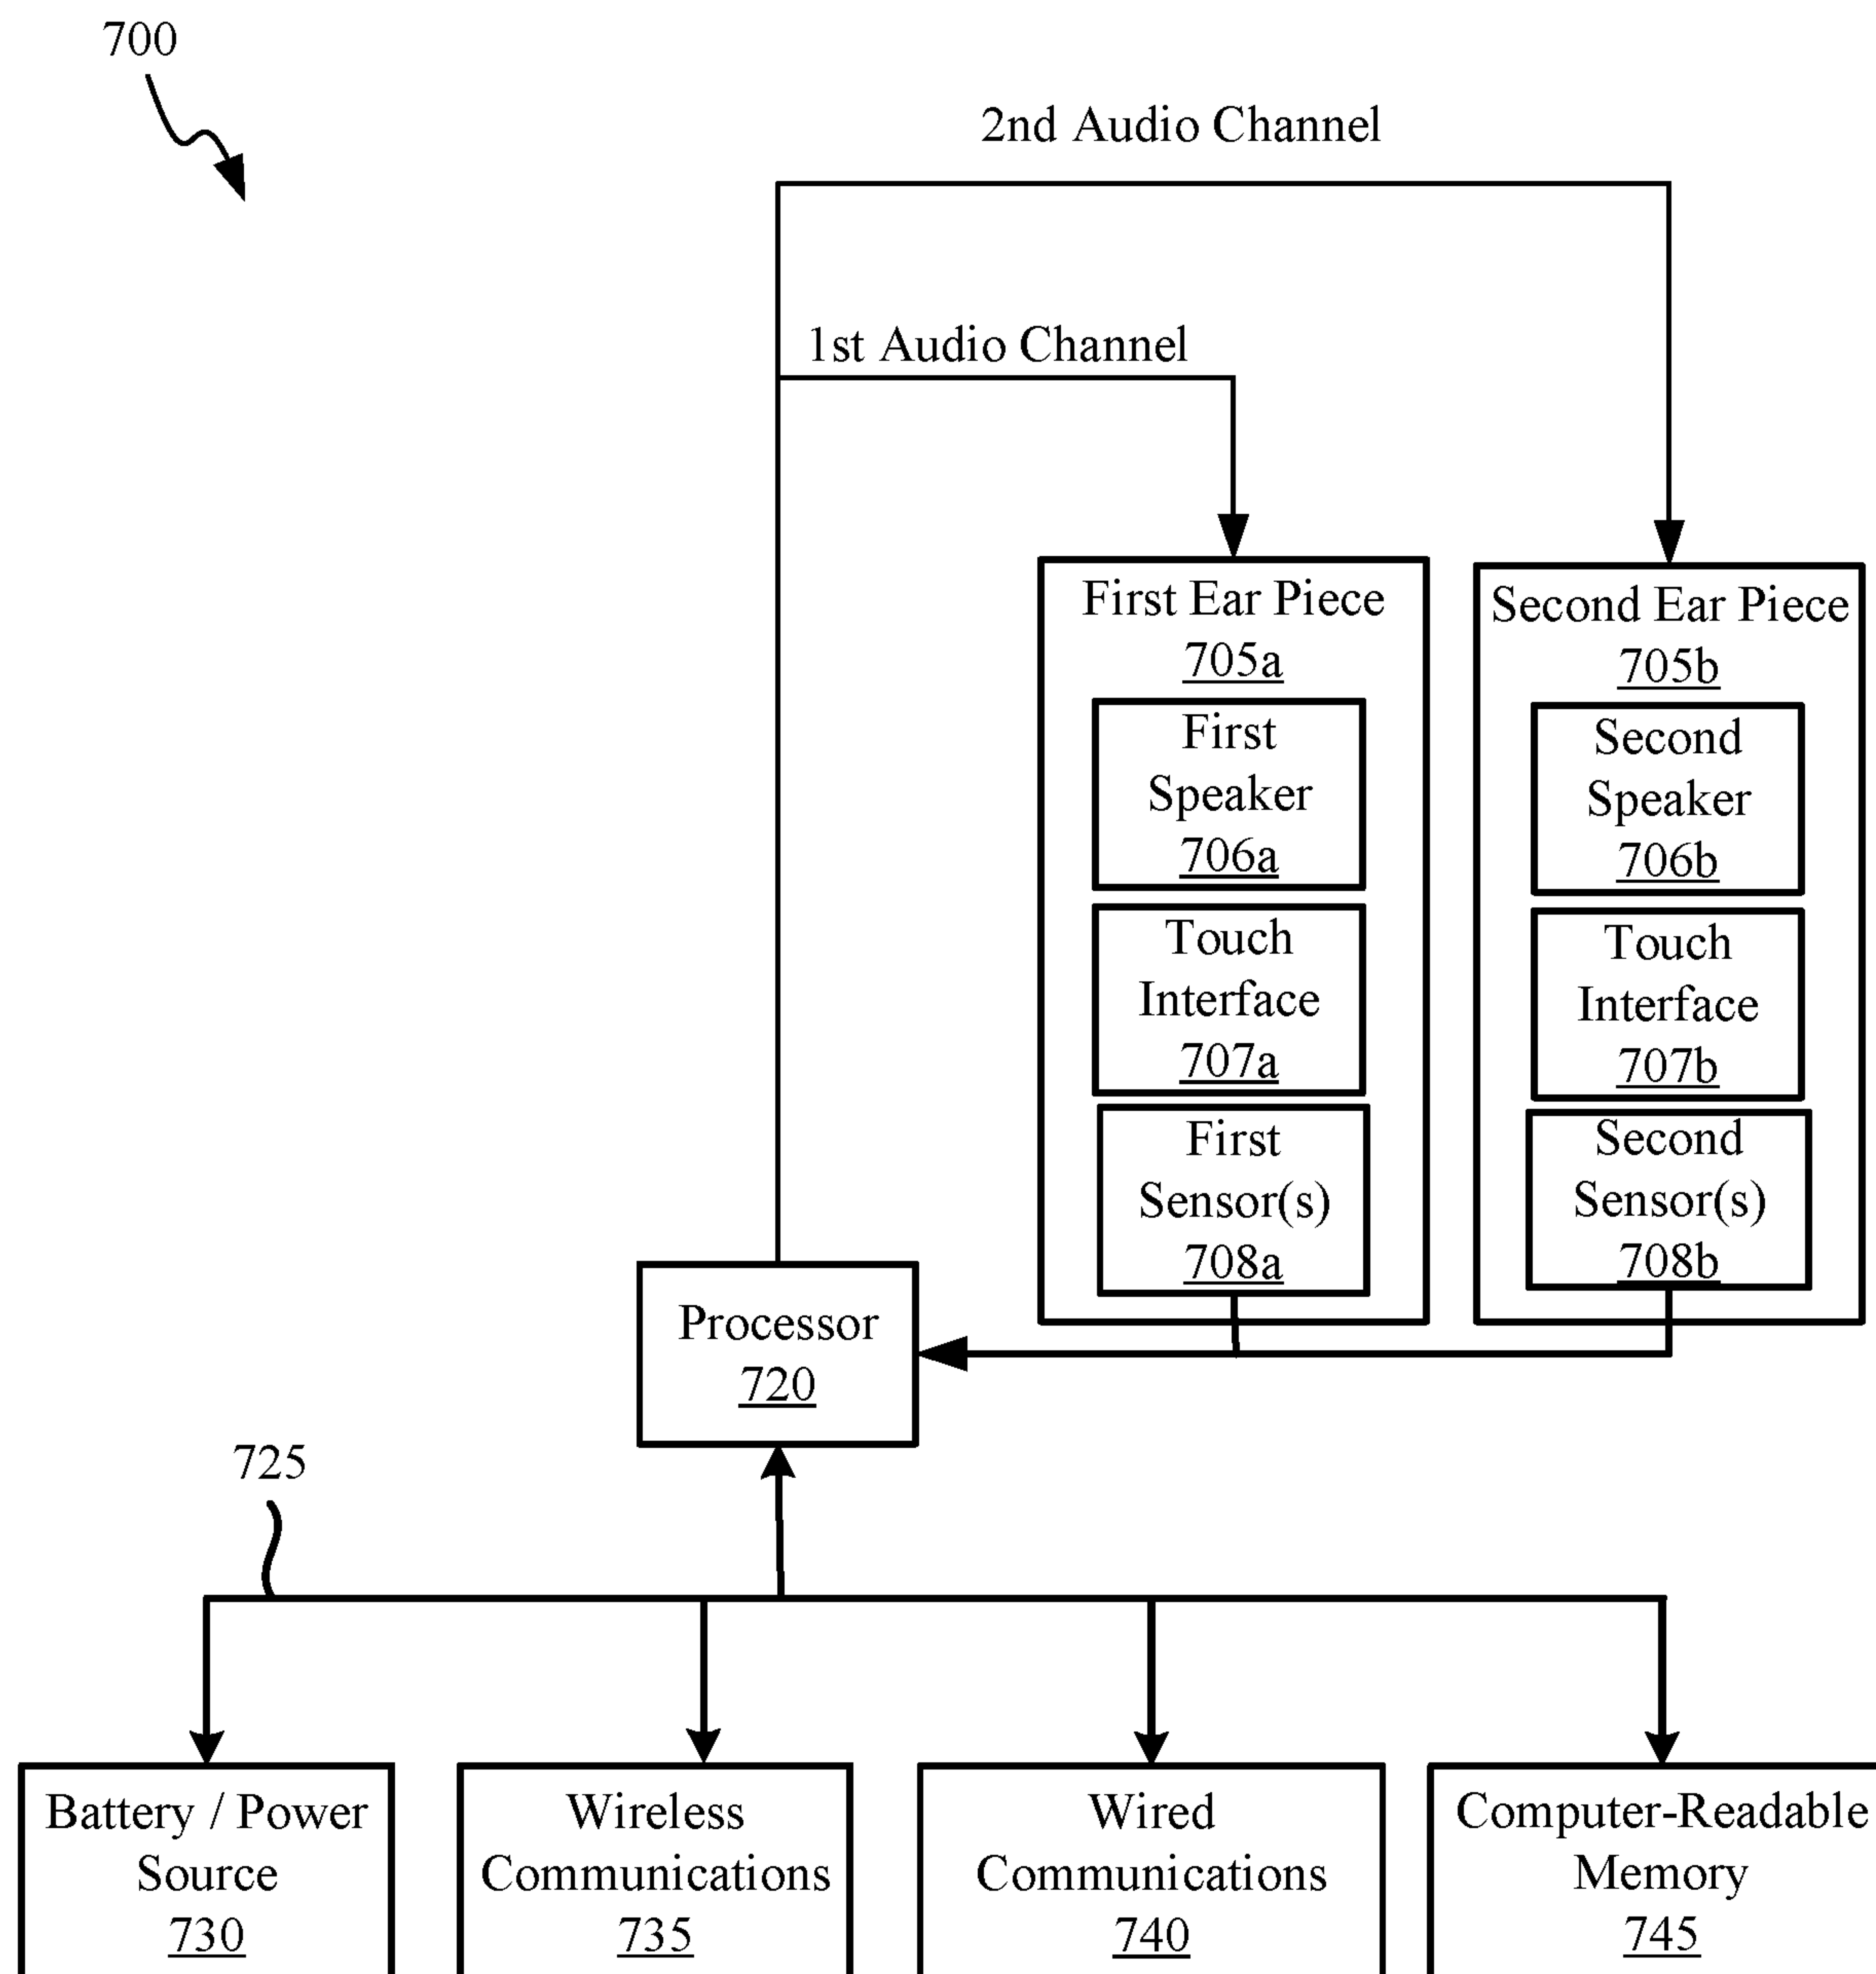 700
2nd Audio Channel
1st Audio Channel
First Ear Piece
705a
First
Speaker
706a
Touch
Interface
707a
First
Sensor(s)
708a
Second Ear Piece
705b
Second
Speaker
706b
Touch
Interface
707b
Second
Sensor(s)
708b
Processor
720
725
Battery / Power
Source
730
Wireless
Communications
735
Wired
Communications
740
Computer-Readable
Memory
745